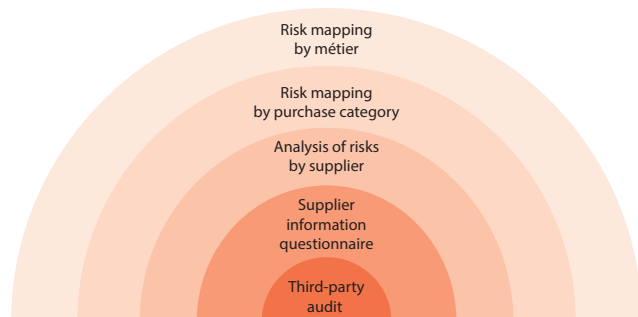 Risk mapping
by métier
Risk mapping
by purchase category
Analysis of risks
by supplier
Supplier
information
questionnaire
Third-party
audit